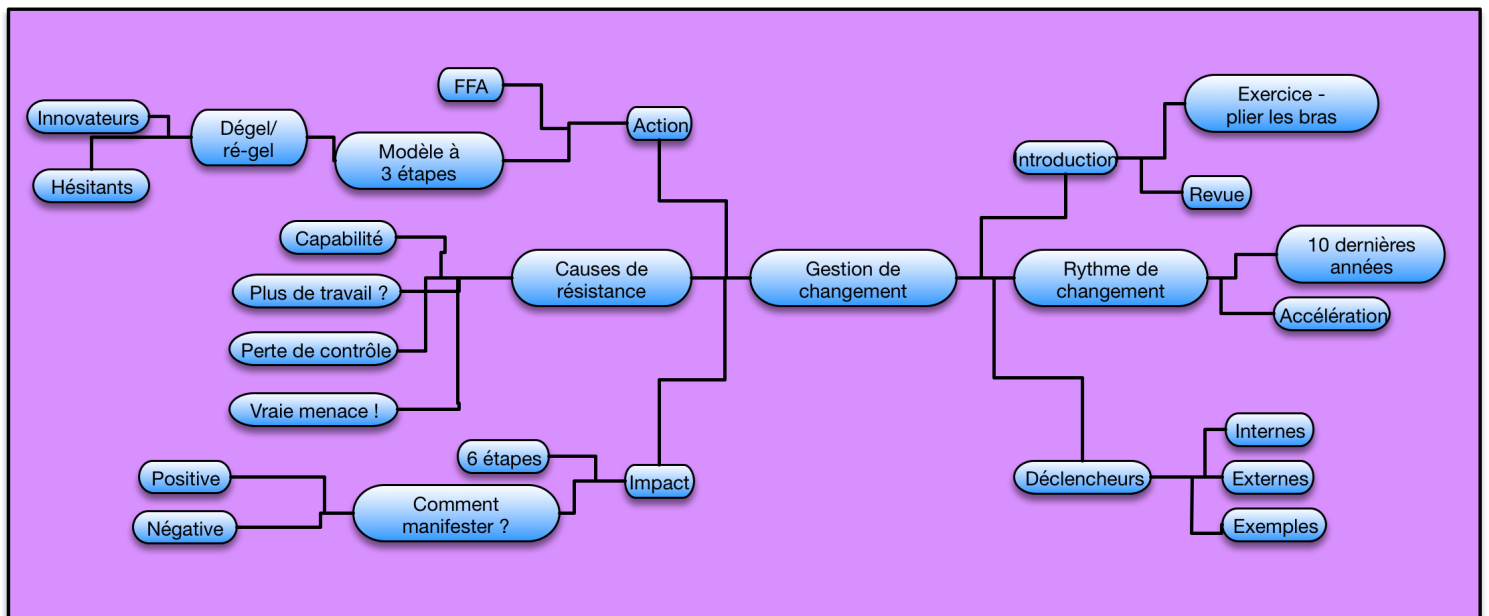 FFA
Innovateurs
Dégel/
ré-gel
Modèle à
3 étapes
Action
Hésitants
Capabilité
Plus de travail ?
Perte de contrôle
Vraie menace !
Causes de
résistance
6 étapes
Positive
Négative
Comment
manifester ?
Impact
Gestion de
changement
Introduction
Exercice -
plier les bras
Revue
Rythme de
changement
10 dernières
années
Accélération
Déclencheurs
Internes
Externes
Exemples